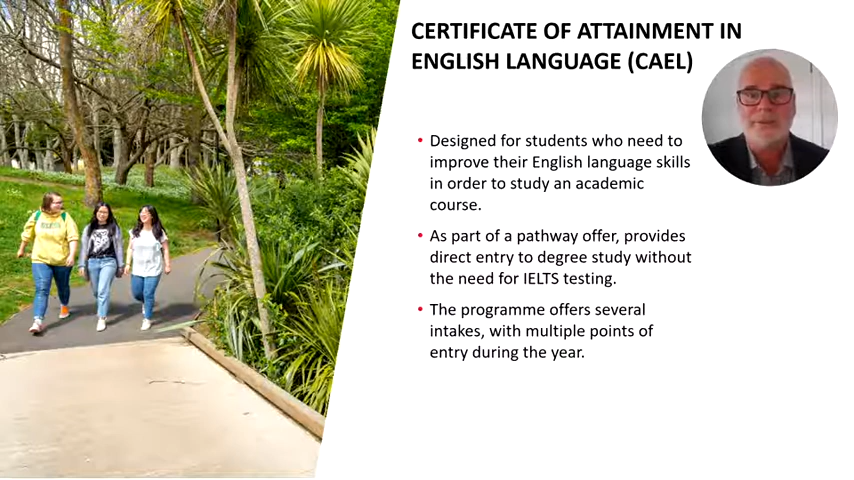 CERTIFICATE OF ATTAINMENT IN
ENGLISH LANGUAGE (CAEL)
• Designed for students who need to
improve their English language skills
in order to study an academic
course.
• As part of a pathway offer, provides
direct entry to degree study without
the need for IELTS testing.
• The programme offers several
intakes, with multiple points of
entry during the year.